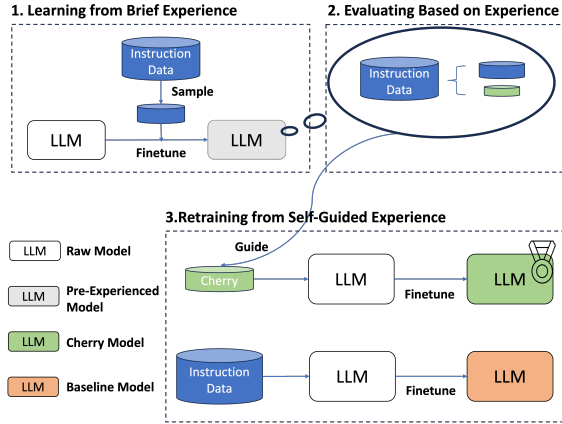 1. Learning from Brief Experience
2. Evaluating Based on Experience
Instruction
Data
Sample
LLM
Finetune
LLM
Instruction
Data
3.Retraining from Self-Guided Experience
Guide
Cherry
LLM
Finetune
LLM
Instruction
Data
LLM
Finetune
LLM
LLM
Raw Model
LLM
Pre-Experienced
Model
LLM
Cherry Model
LLM
Baseline Model